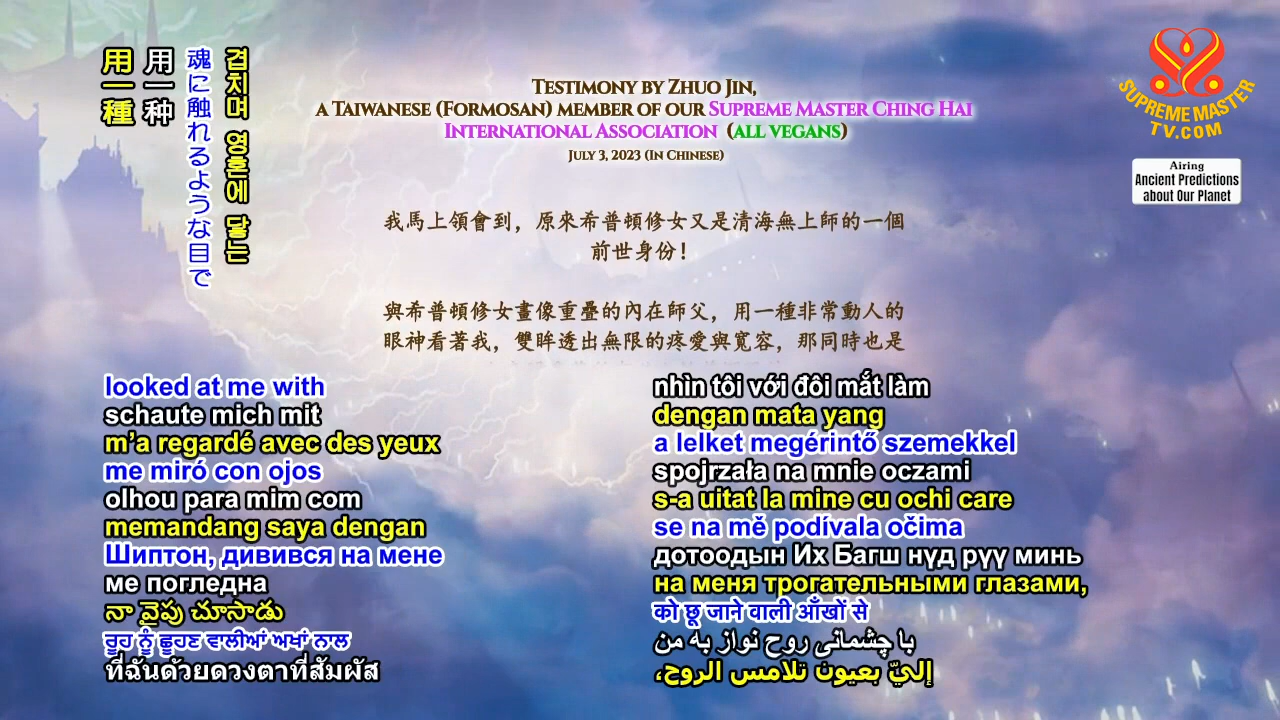 用一種
用一种
魂に触れるような目で
겹치며 영혼에 닿는
TESTIMONY BY ZHUO JIN,
A TAIWANESE (FORMOSAN) MEMBER OF OUR SUPREME MASTER CHING HAI
INTERNATIONAL ASSOCIATION (ALL VEGANS)
JULY 3, 2023 (IN CHINESE)
SUPREME MASTER
TV.COM
Airing
Ancient Predictions
about Our Planet
我馬上領會到，原來希普頓修女又是清海無上師的一個
前世身份！
與希普頓修女畫像重疊的內在師父，用一種非常動人的
眼神看著我，雙眸透出無限的疼愛與寬容，那同時也是
looked at me with
schaute mich mit
m’a regardé avec des yeux
me miró con ojos
olhou para mim com
memandang saya dengan
Шиптон, дивився на мене
ме погледна
నా వైపు చూసాడు
ਰੂਹ ਨੂੰ ਛੂਹਣ ਵਾਲੀਆਂ ਅਖਾਂ ਨਾਲ
ที่ฉันด้วยดวงตาที่สัมผัส
nhìn tôi với đôi mắt làm
dengan mata yang
a lelket megérintő szemekkel
spojrzała na mnie oczami
s-a uitat la mine cu ochi care
se na mě podívala očima
дотоодын Их Багш нүд рүү минь
на меня трогательными глазами,
को छू जाने वाली आँखों से
با چشمانی روح نواز به من
إليّ بعيون تلامس الروح،